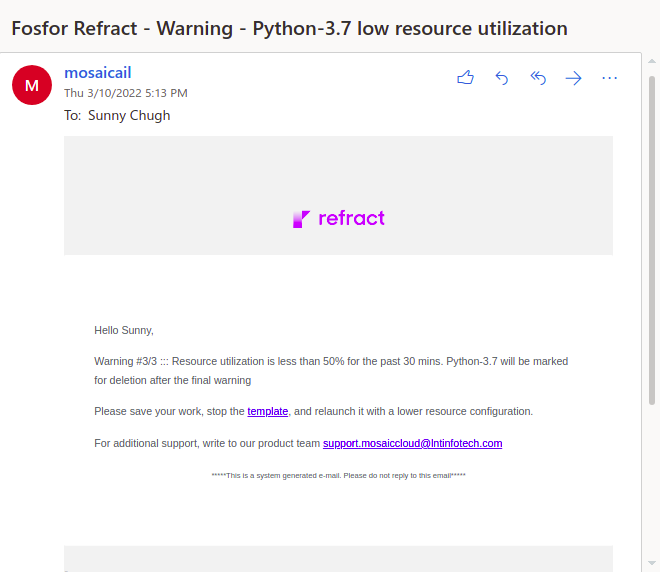 Fosfor Refract - Warning - Python-3.7 low resource utilization
M
mosaicail
Thu 3/10/2022 5:13 PM
To: Sunny Chugh
refract
Hello Sunny,
Warning #3/3 ::: Resource utilization is less than 50% for the past 30 mins. Python-3.7 will be marked
for deletion after the final warning
Please save your work, stop the template, and relaunch it with a lower resource configuration.
For additional support, write to our product team support.mosaiccloud@lntinfotech.com
*****This is a system generated e-mail. Please do not reply to this email*****